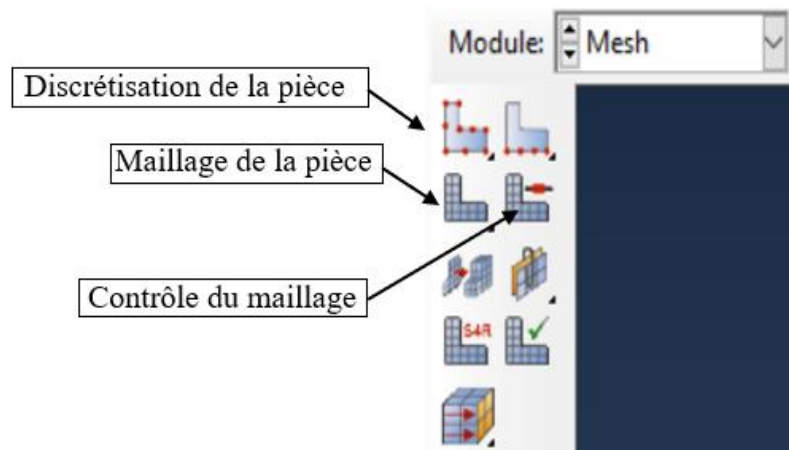 Module: Mesh
Discrétisation de la pièce
Maillage de la pièce
Contrôle du maillage
S4R